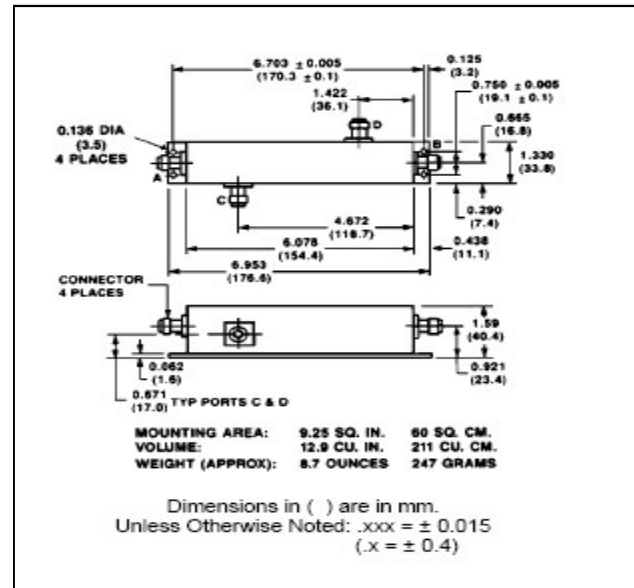 6.703 ± 0.005
(170.3 ± 0.1)
0.125
(3.2)
0.750 ± 0.005
(19.1 ± 0.1)
1.422
(36.1)
0.665
(16.8)
D
B
0.136 DIA
(3.5)
4 PLACES
A
1.330
(33.8)
C
4.672
(118.7)
0.290
(7.4)
6.078
(154.4)
0.438
(11.1)
6.953
(176.6)
CONNECTOR
4 PLACES
1.59
(40.4)
0.062
(1.6)
0.921
(23.4)
0.671
(17.0) TYP PORTS C & D
MOUNTING AREA: 9.25 SQ. IN. 60 SQ. CM.
VOLUME: 12.9 CU. IN. 211 CU. CM.
WEIGHT (APPROX): 8.7 OUNCES 247 GRAMS
Dimensions in ( ) are in mm.
Unless Otherwise Noted: .xxx = ± 0.015
(.x = ± 0.4)